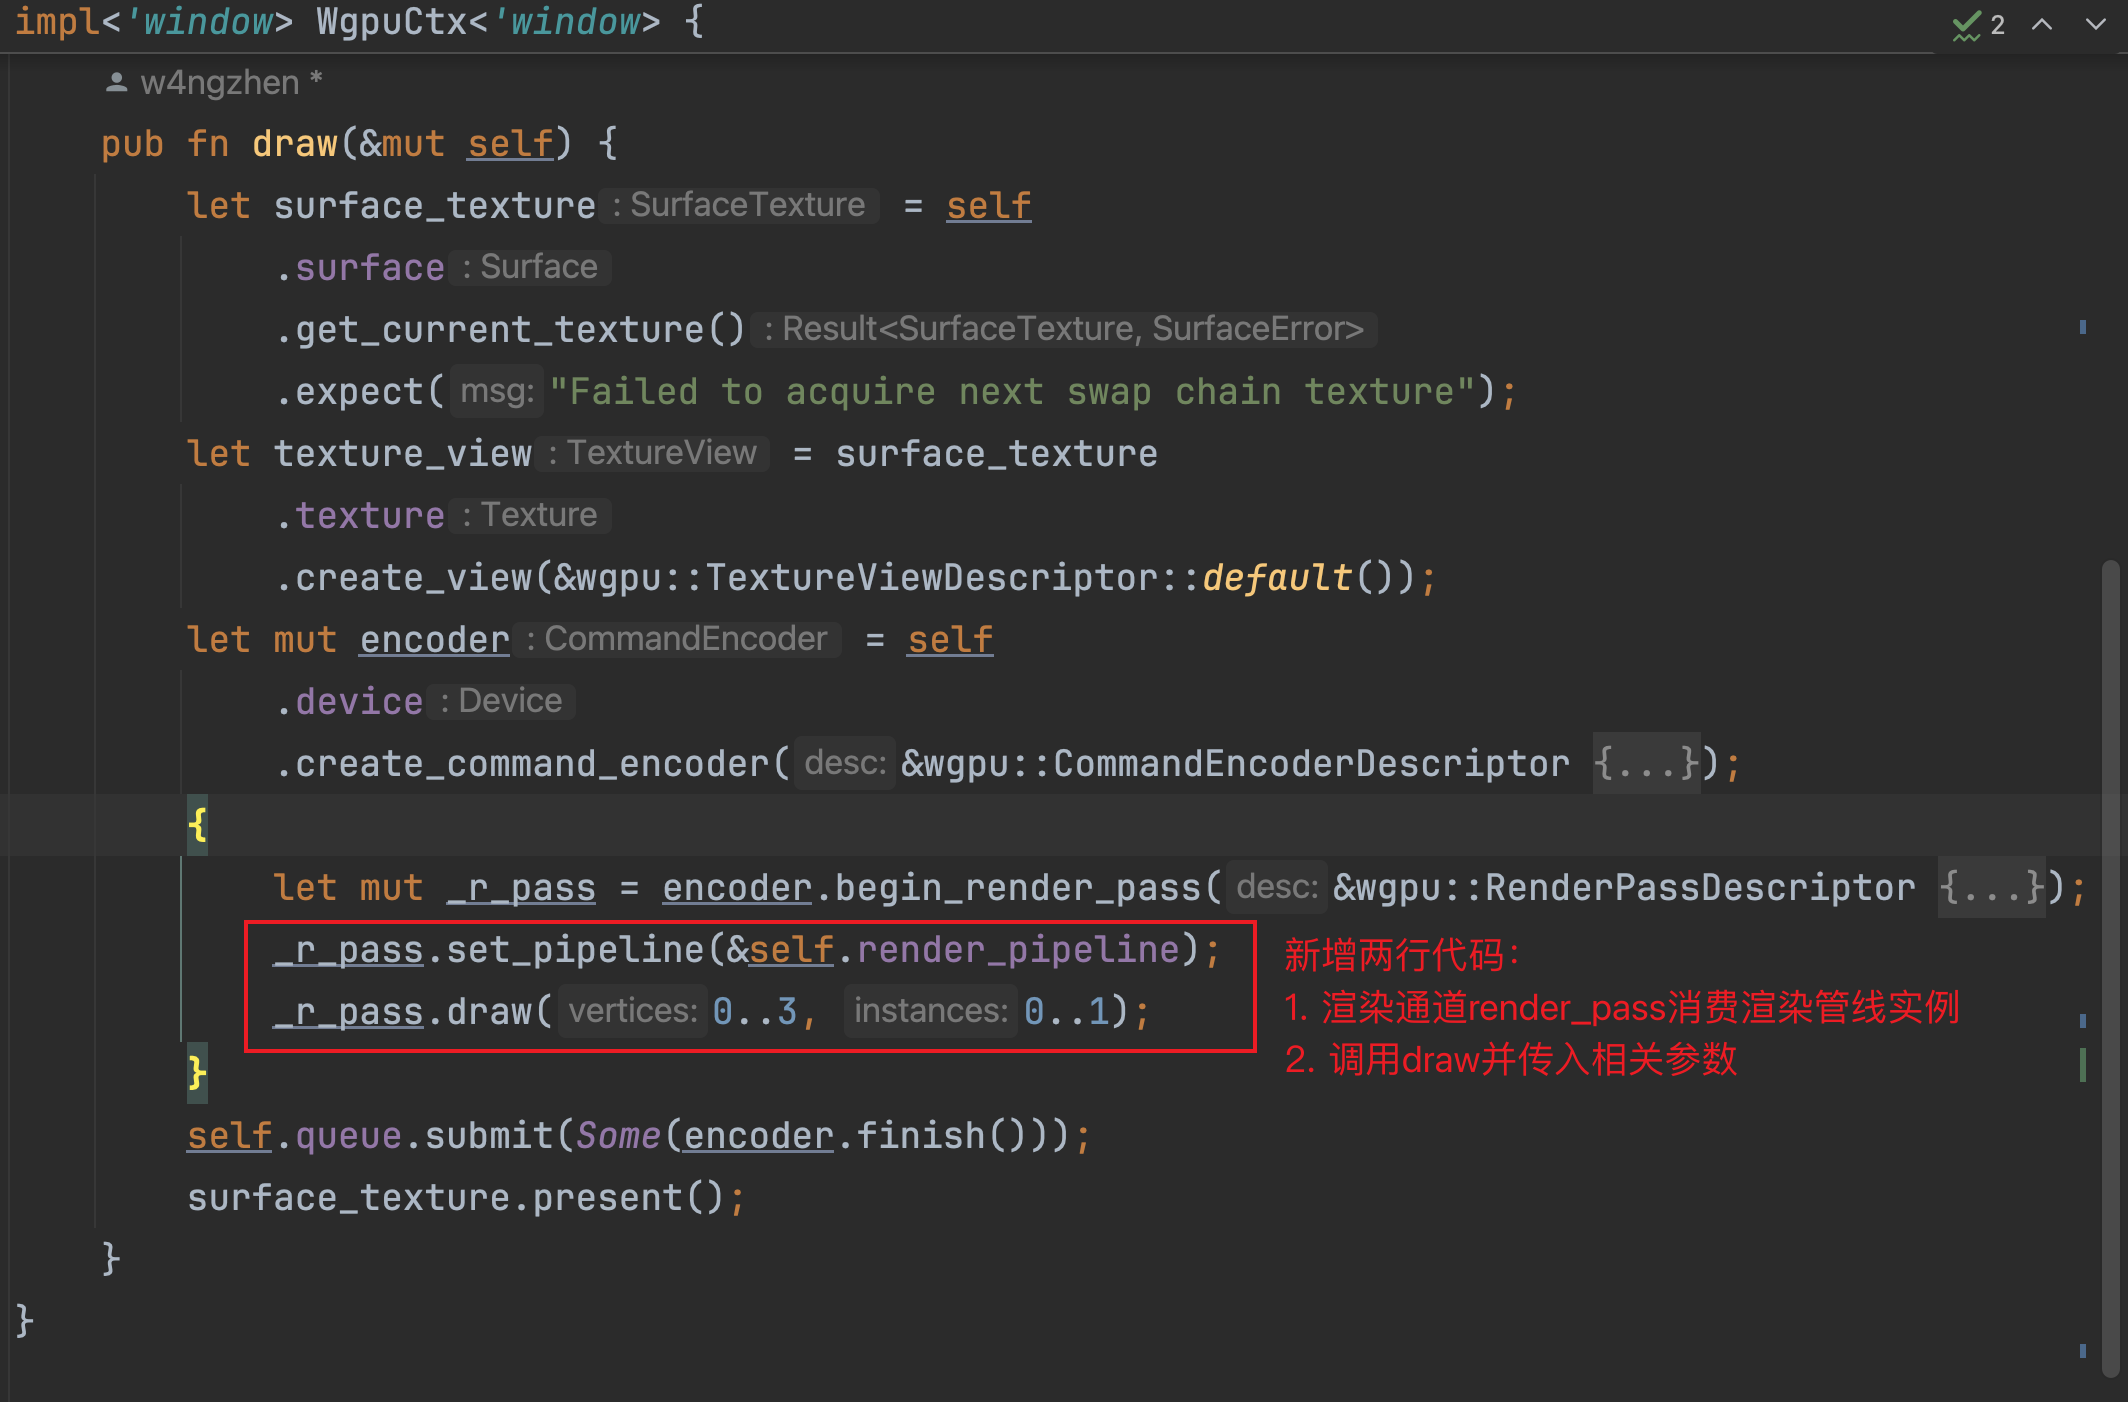 impl<'window> WgpuCtx<'window> {
2
w4ngzhen *
pub fn draw(&mut self) {
let surface_texture : SurfaceTexture = self
.surface : Surface
.get_current_texture() : Result<SurfaceTexture, SurfaceError>
.expect( msg: "Failed to acquire next swap chain texture");
let texture_view : TextureView = surface_texture
.texture : Texture
.create_view(&wgpu::TextureViewDescriptor::default());
let mut encoder : CommandEncoder = self
.device : Device
.create_command_encoder( desc: &wgpu::CommandEncoderDescriptor {...});
{
let mut _r_pass = encoder.begin_render_pass( desc: &wgpu::RenderPassDescriptor {...});
_r_pass.set_pipeline(&self.render_pipeline);
_r_pass.draw( vertices: 0..3, instances: 0..1);
新增两行代码：
1. 渲染通道render_pass消费渲染管线实例
2. 调用draw并传入相关参数
}
self.queue.submit(Some(encoder.finish()));
surface_texture.present();
}
}